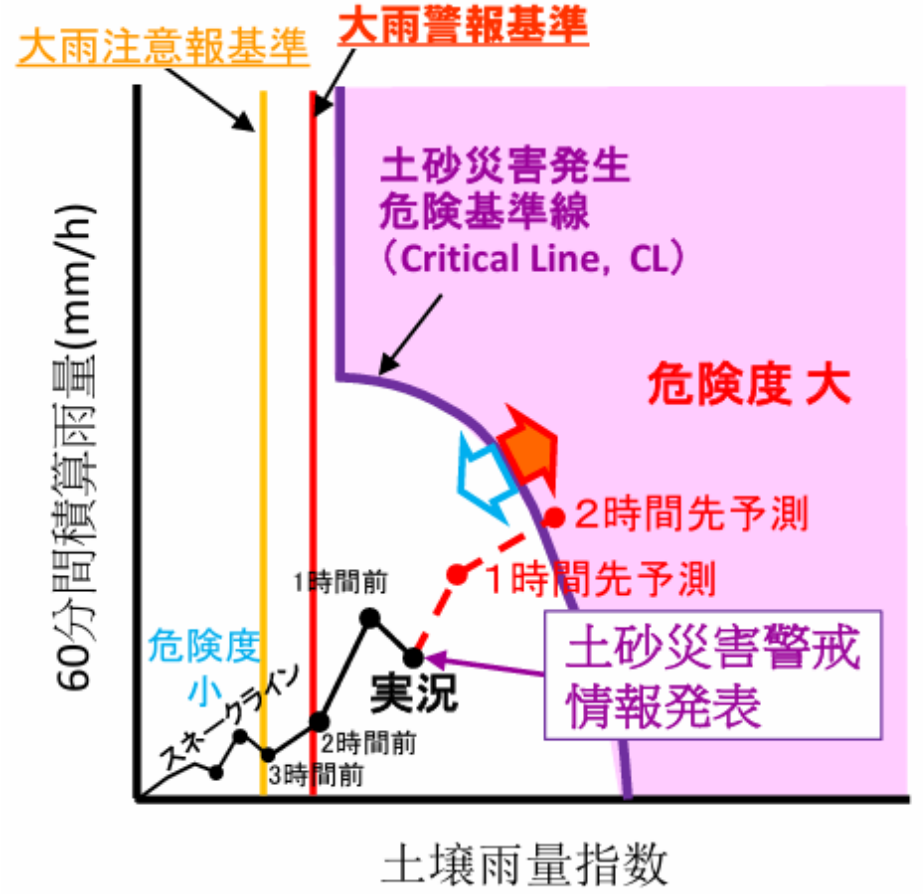 大雨注意報基準
大雨警報基準
土砂災害発生
危険基準線
（Critical Line, CL）
危険度 大
2時間先予測
1時間先予測
1時間前
危険度
小
スネークライン
実況
土砂災害警戒
情報発表
2時間前
3時間前
60分間積算雨量(mm/h)
土壌雨量指数